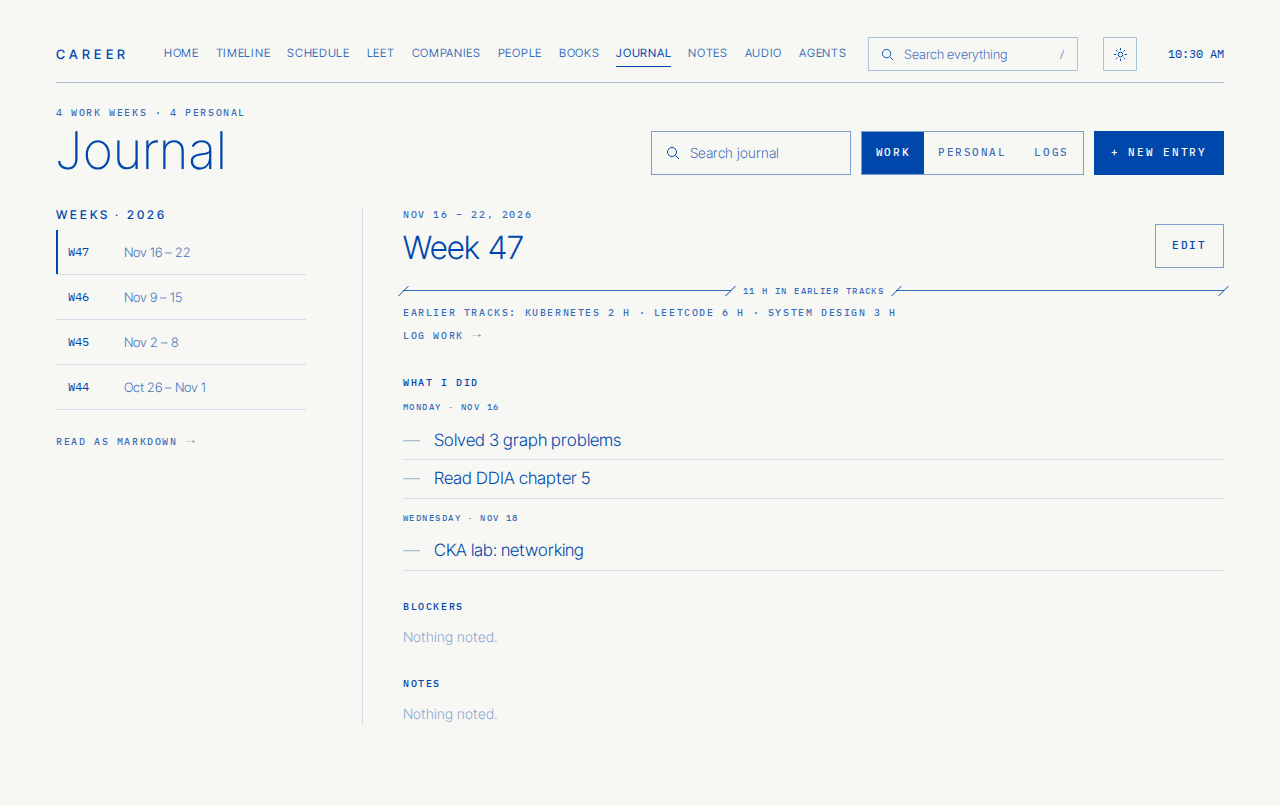 CAREER HOME TIMELINE SCHEDULE LEET COMPANIES PEOPLE BOOKS JOURNAL NOTES AUDIO AGENTS Search everything / 10:30 AM
4 WORK WEEKS · 4 PERSONAL
Journal
Search journal WORK PERSONAL LOGS + NEW ENTRY
WEEKS · 2026
W47 Nov 16 – 22
W46 Nov 9 – 15
W45 Nov 2 – 8
W44 Oct 26 – Nov 1
READ AS MARKDOWN →
NOV 16 – 22, 2026
Week 47
EDIT
11 H IN EARLIER TRACKS
EARLIER TRACKS: KUBERNETES 2 H · LEETCODE 6 H · SYSTEM DESIGN 3 H
LOG WORK →
WHAT I DID
MONDAY · NOV 16
— Solved 3 graph problems
— Read DDIA chapter 5
WEDNESDAY · NOV 18
— CKA lab: networking
BLOCKERS
Nothing noted.
NOTES
Nothing noted.